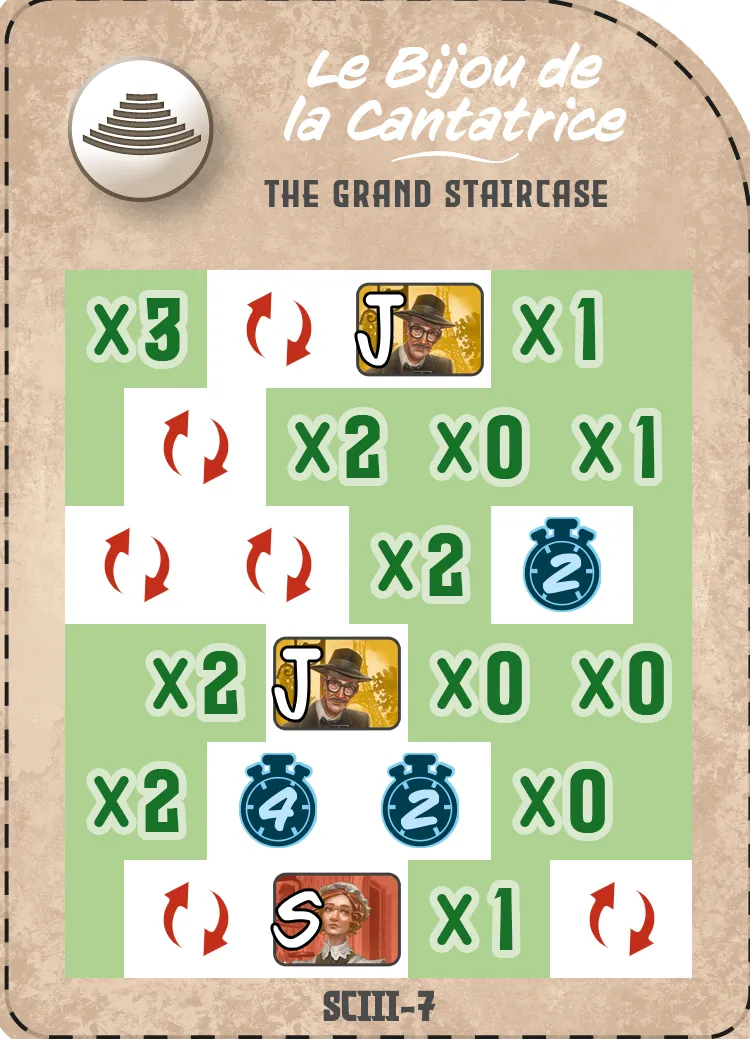 Le Bijou de
la Cantatrice
THE GRAND STAIRCASE
x3 J x1
x2 x0 x1
x2 2
x2 J x0 x0
x2 4 2 x0
S x1
SCIII-7